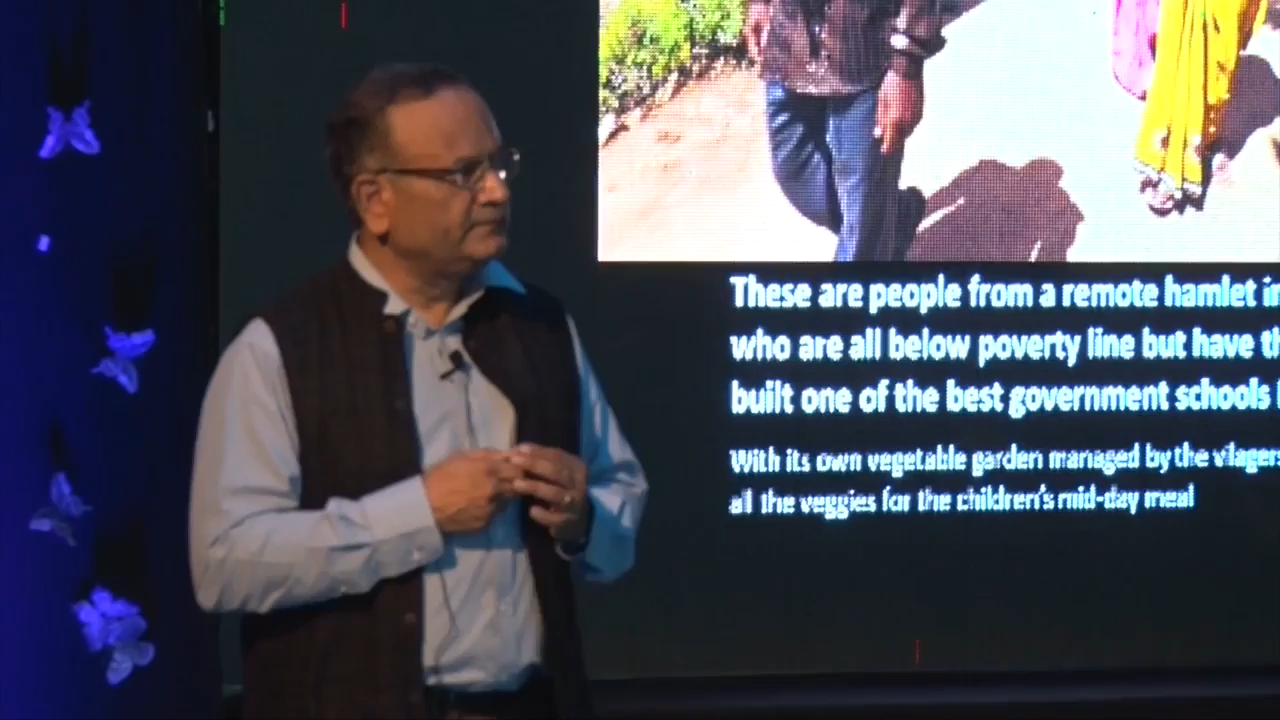 These are people from a remote hamlet
who are all below poverty line but have
built one of the best government schools
With its own vegetable garden managed by the vilagers
all the veggies for the children's mid-day meal